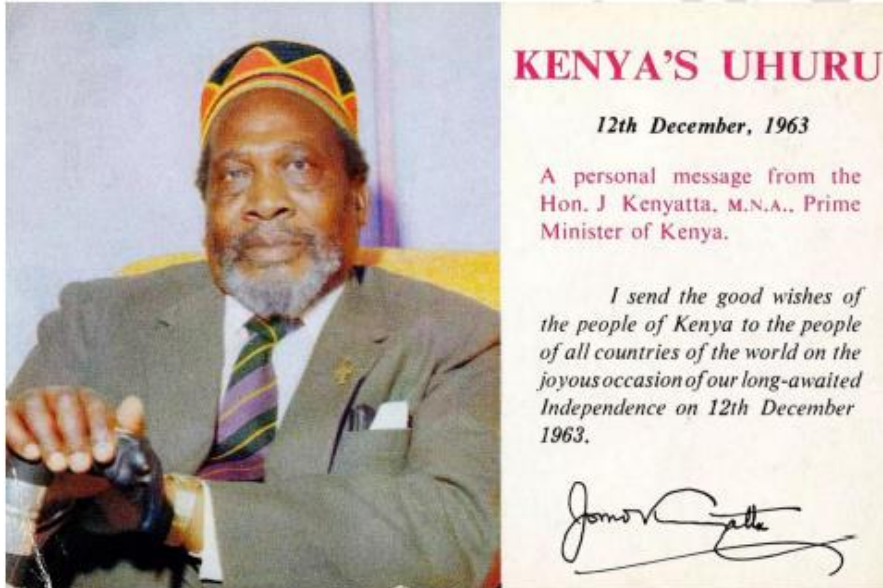 KENYA'S UHURU
12th December, 1963
A personal message from the
Hon. J Kenyatta, M.N.A., Prime
Minister of Kenya.
I send the good wishes of
the people of Kenya to the people
of all countries of the world on the
joyous occasion of our long-awaited
Independence on 12th December
1963.
Jomo Kenyatta